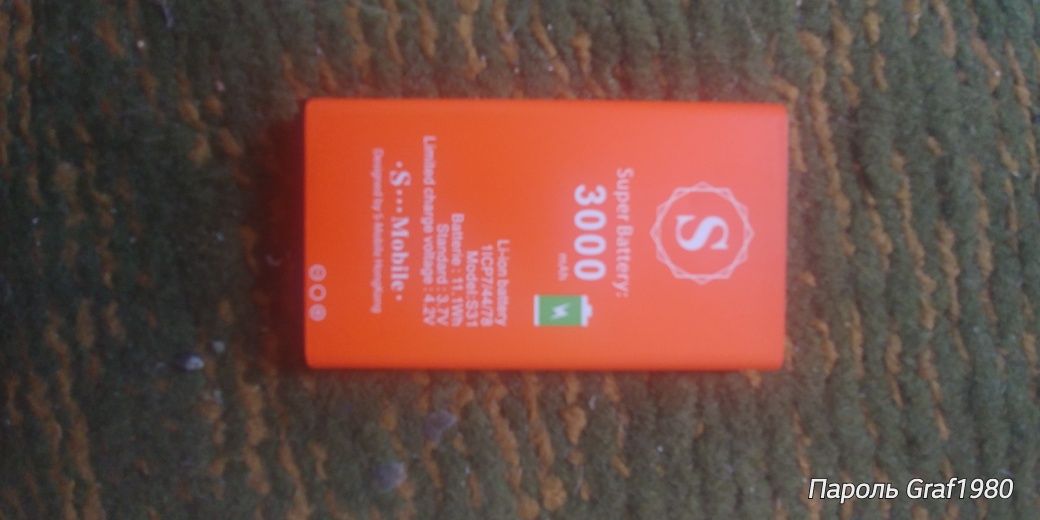 S
Super Battery:
3000 mAh
Li-ion battery
1ICP7/44/78
Model: S31
Batterie : 11.1Wh
Standard : 3.7V
Limited charge voltage : 4.2V
·S···Mobile·
Designed by S Mobile HongKong
Пароль Graf1980